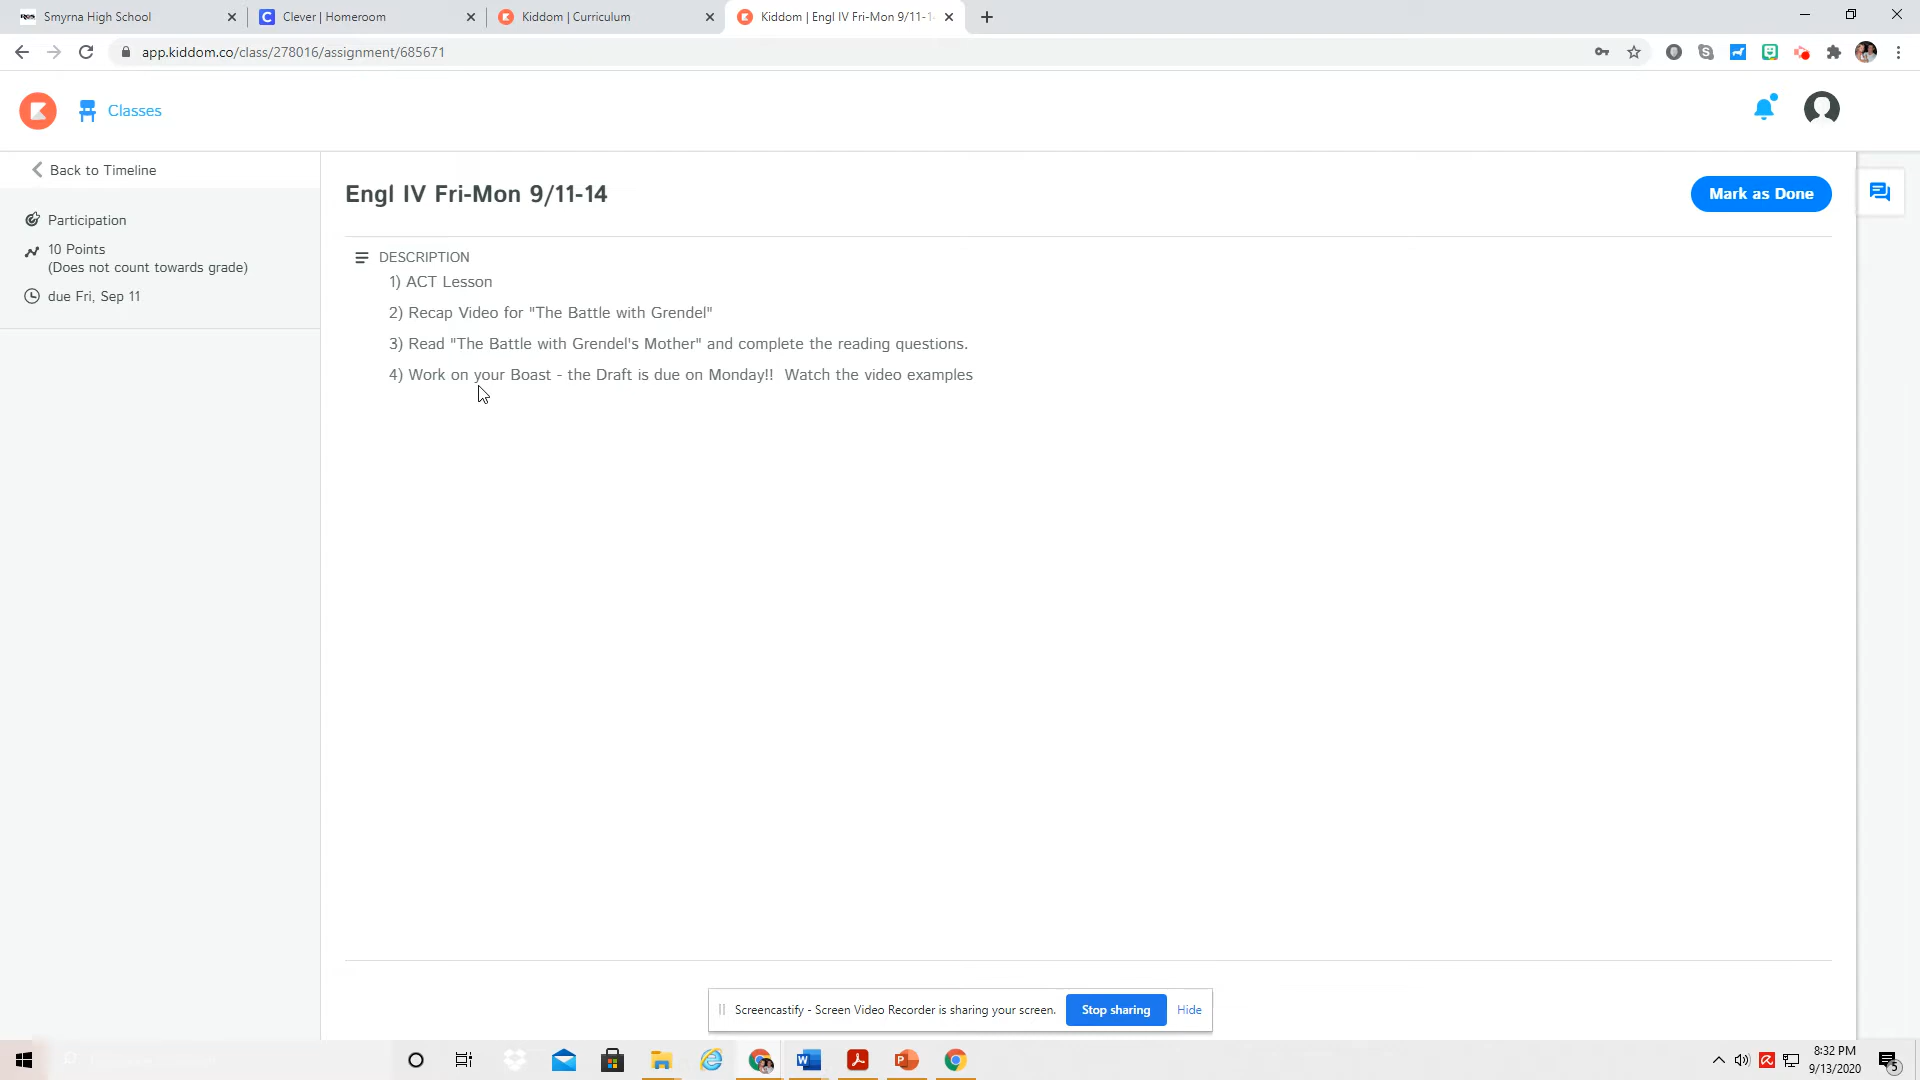 Smyrna High School
Clever | Homeroom
Kiddom | Curriculum
Kiddom | Engl IV Fri-Mon 9/11-1
app.kiddom.co/class/278016/assignment/685671
Classes
Back to Timeline
Participation
10 Points
(Does not count towards grade)
due Fri, Sep 11
Engl IV Fri-Mon 9/11-14
Mark as Done
DESCRIPTION
1) ACT Lesson
2) Recap Video for "The Battle with Grendel"
3) Read "The Battle with Grendel's Mother" and complete the reading questions.
4) Work on your Boast - the Draft is due on Monday!! Watch the video examples
Screencastify - Screen Video Recorder is sharing your screen.
Stop sharing
Hide
8:32 PM
9/13/2020
5